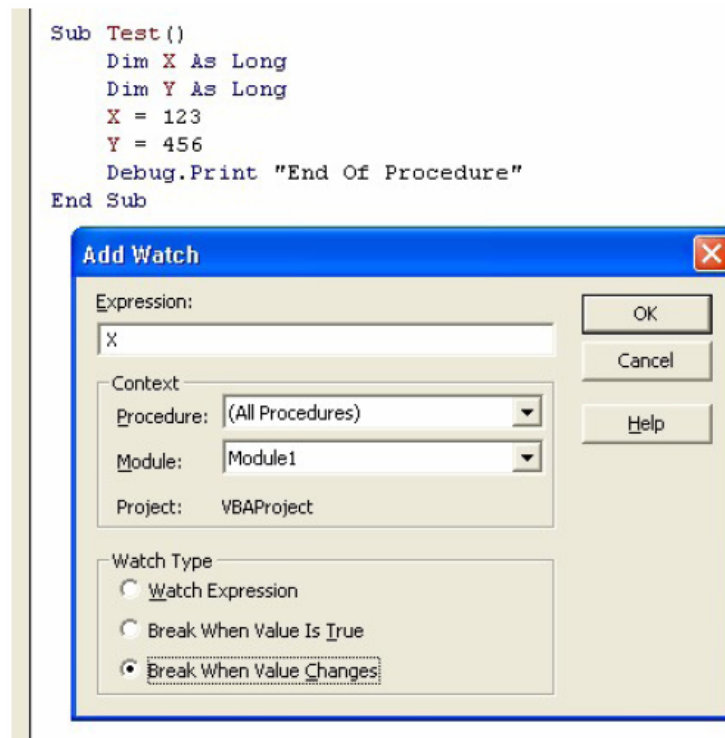 Sub Test()
Dim X As Long
Dim Y As Long
X = 123
Y = 456
Debug.Print "End Of Procedure"
End Sub
Add Watch
Expression:
X
OK
Cancel
Help
Context
Procedure: (All Procedures)
Module: Module1
Project: VBAProject
Watch Type
Watch Expression
Break When Value Is True
Break When Value Changes